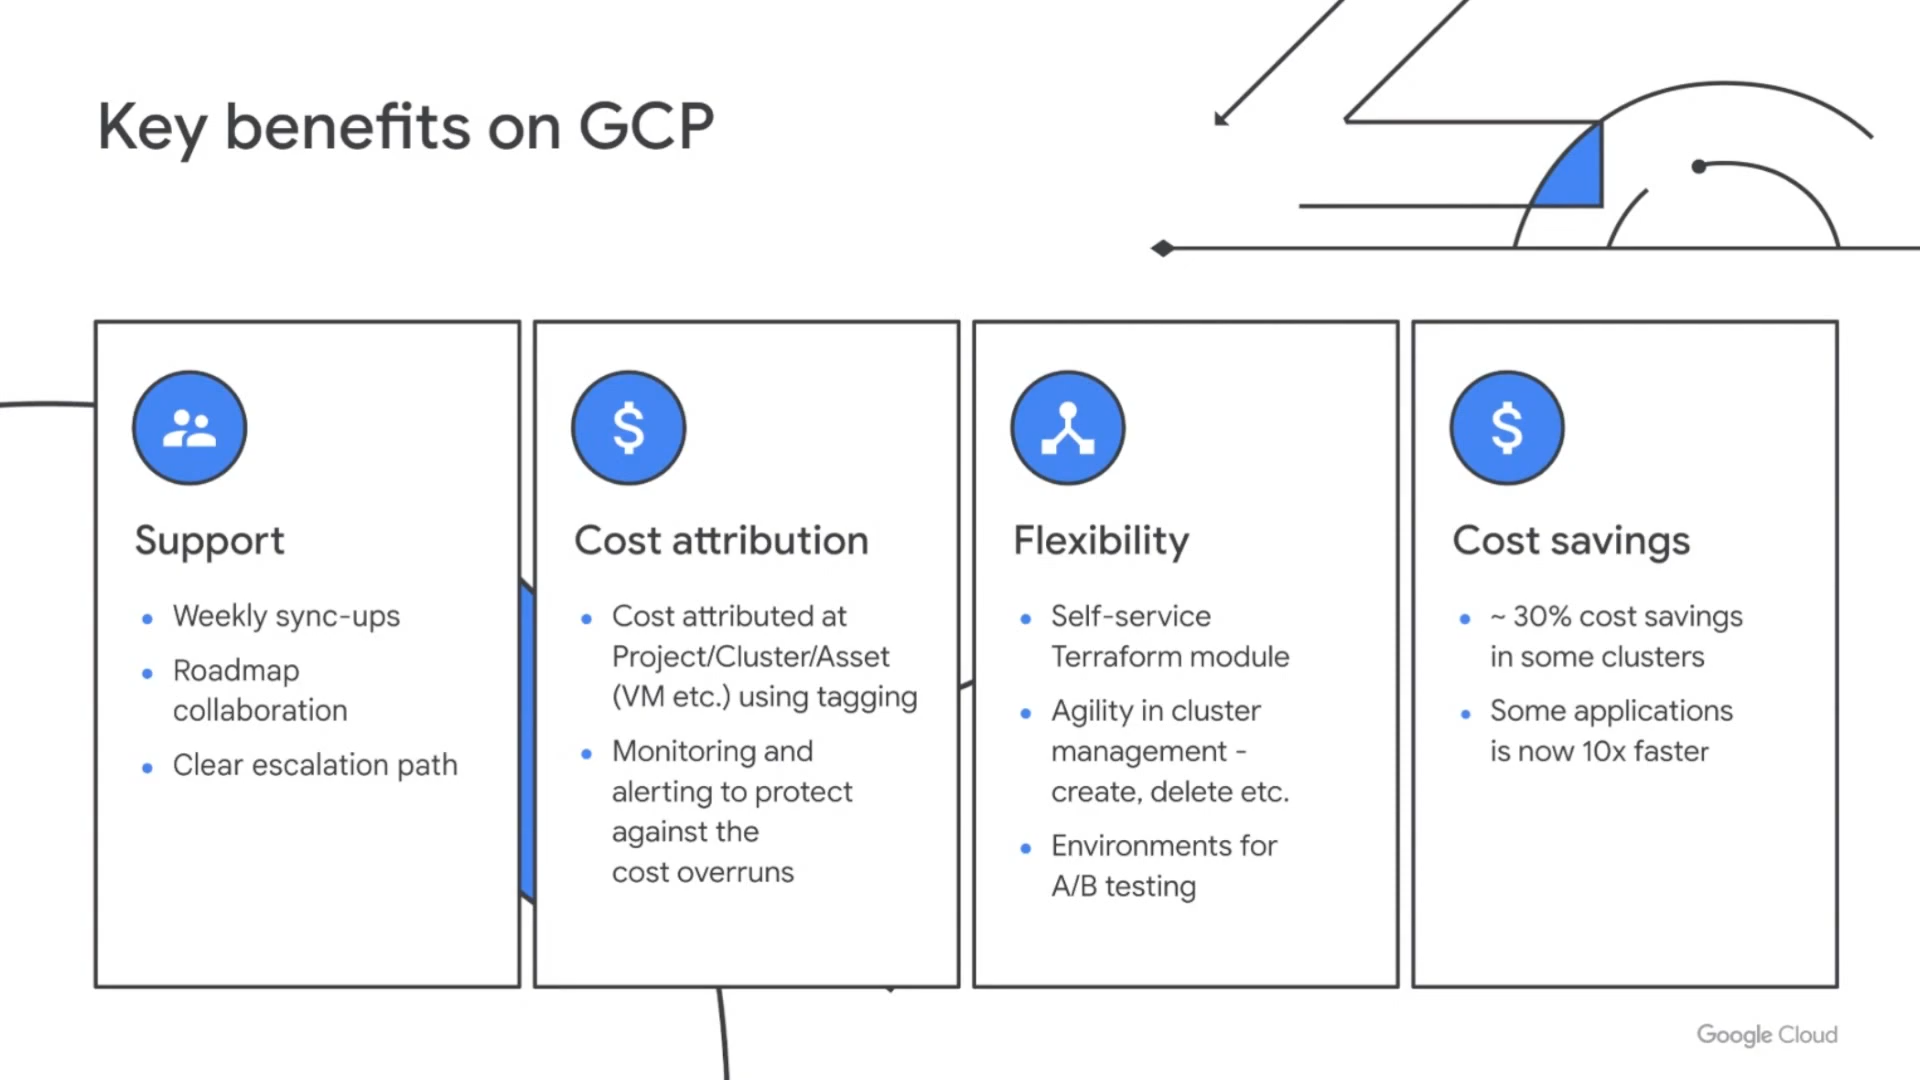 Key benefits on GCP
Support
Weekly sync-ups
Roadmap
collaboration
Clear escalation path
$
Cost attribution
Cost attributed at
Project/Cluster/Asset
(VM etc.) using tagging
Monitoring and
alerting to protect
against the
cost overruns
Flexibility
Self-service
Terraform module
Agility in cluster
management -
create, delete etc.
Environments for
A/B testing
$
Cost savings
~ 30% cost savings
in some clusters
Some applications
is now 10x faster
Google Cloud